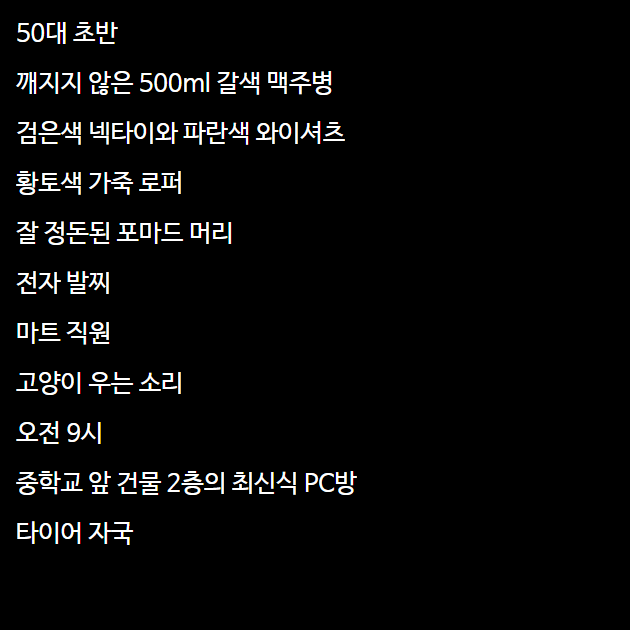 50대 초반
깨지지 않은 500ml 갈색 맥주병
검은색 넥타이와 파란색 와이셔츠
황토색 가죽 로퍼
잘 정돈된 포마드 머리
전자 발찌
마트 직원
고양이 우는 소리
오전 9시
중학교 앞 건물 2층의 최신식 PC방
타이어 자국